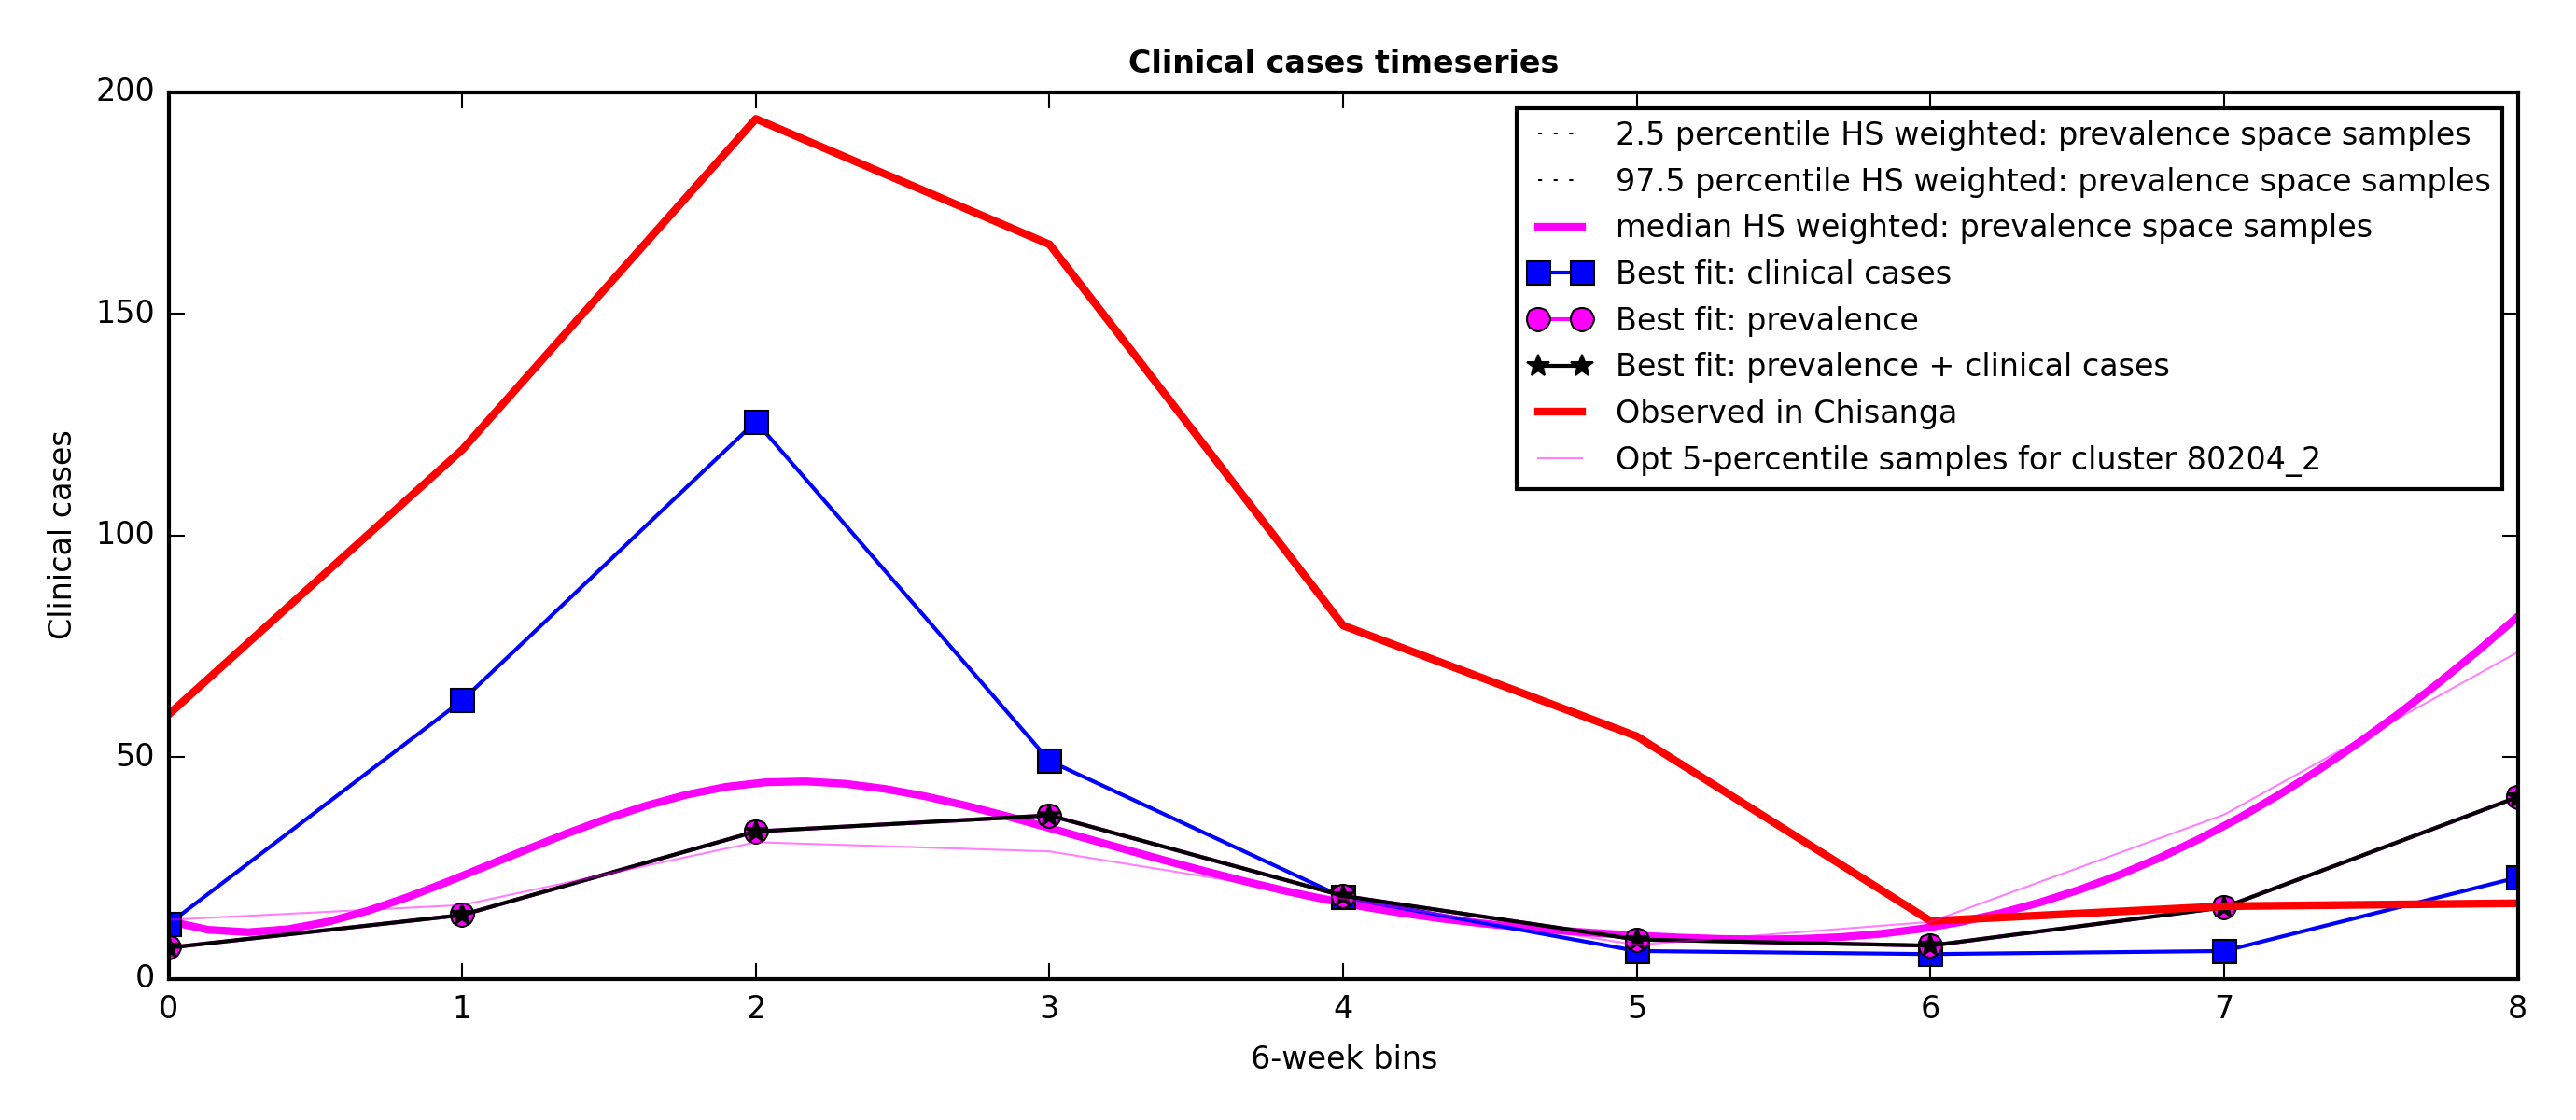 Clinical cases timeseries
200
150
100
50
0
Clinical cases
2.5 percentile HS weighted: prevalence space samples
97.5 percentile HS weighted: prevalence space samples
median HS weighted: prevalence space samples
Best fit: clinical cases
Best fit: prevalence
Best fit: prevalence + clinical cases
Observed in Chisanga
Opt 5-percentile samples for cluster 80204_2
0 1 2 3 4 5 6 7 8
6-week bins